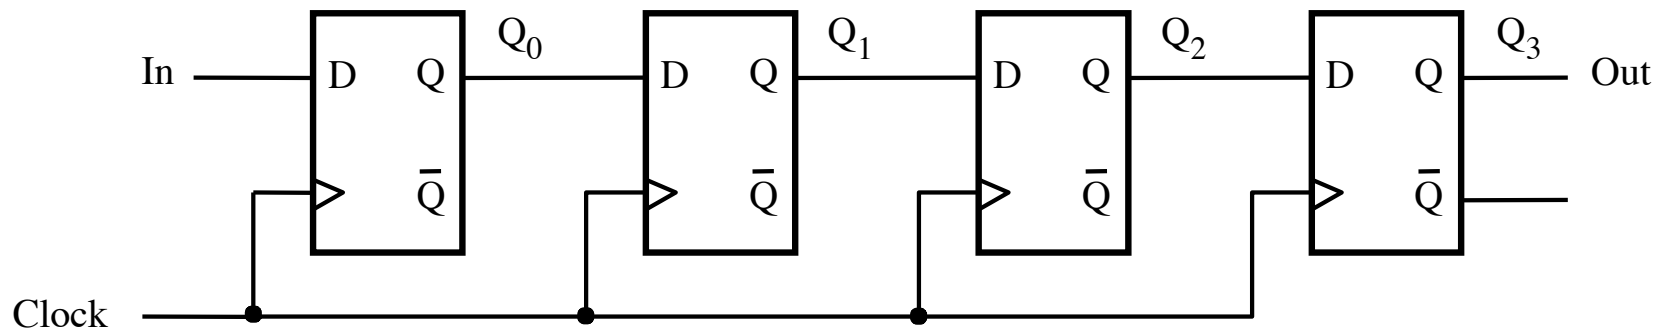 Q0 Q1 Q2 Q3
In D Q D Q D Q D Q Out
Q̅ Q̅ Q̅ Q̅
Clock